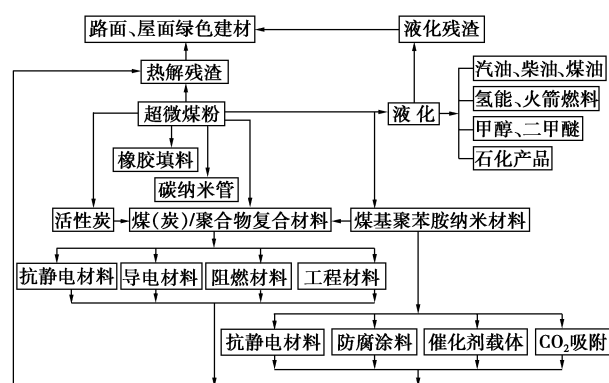 路面、屋面绿色建材
液化残渣
热解残渣
汽油、柴油、煤油
超微煤粉
液化
氢能、火箭燃料
甲醇、二甲醚
橡胶填料
石化产品
碳纳米管
活性炭
煤(炭)/聚合物复合材料
煤基聚苯胺纳米材料
抗静电材料
导电材料
阻燃材料
工程材料
抗静电材料
防腐涂料
催化剂载体
CO₂吸附